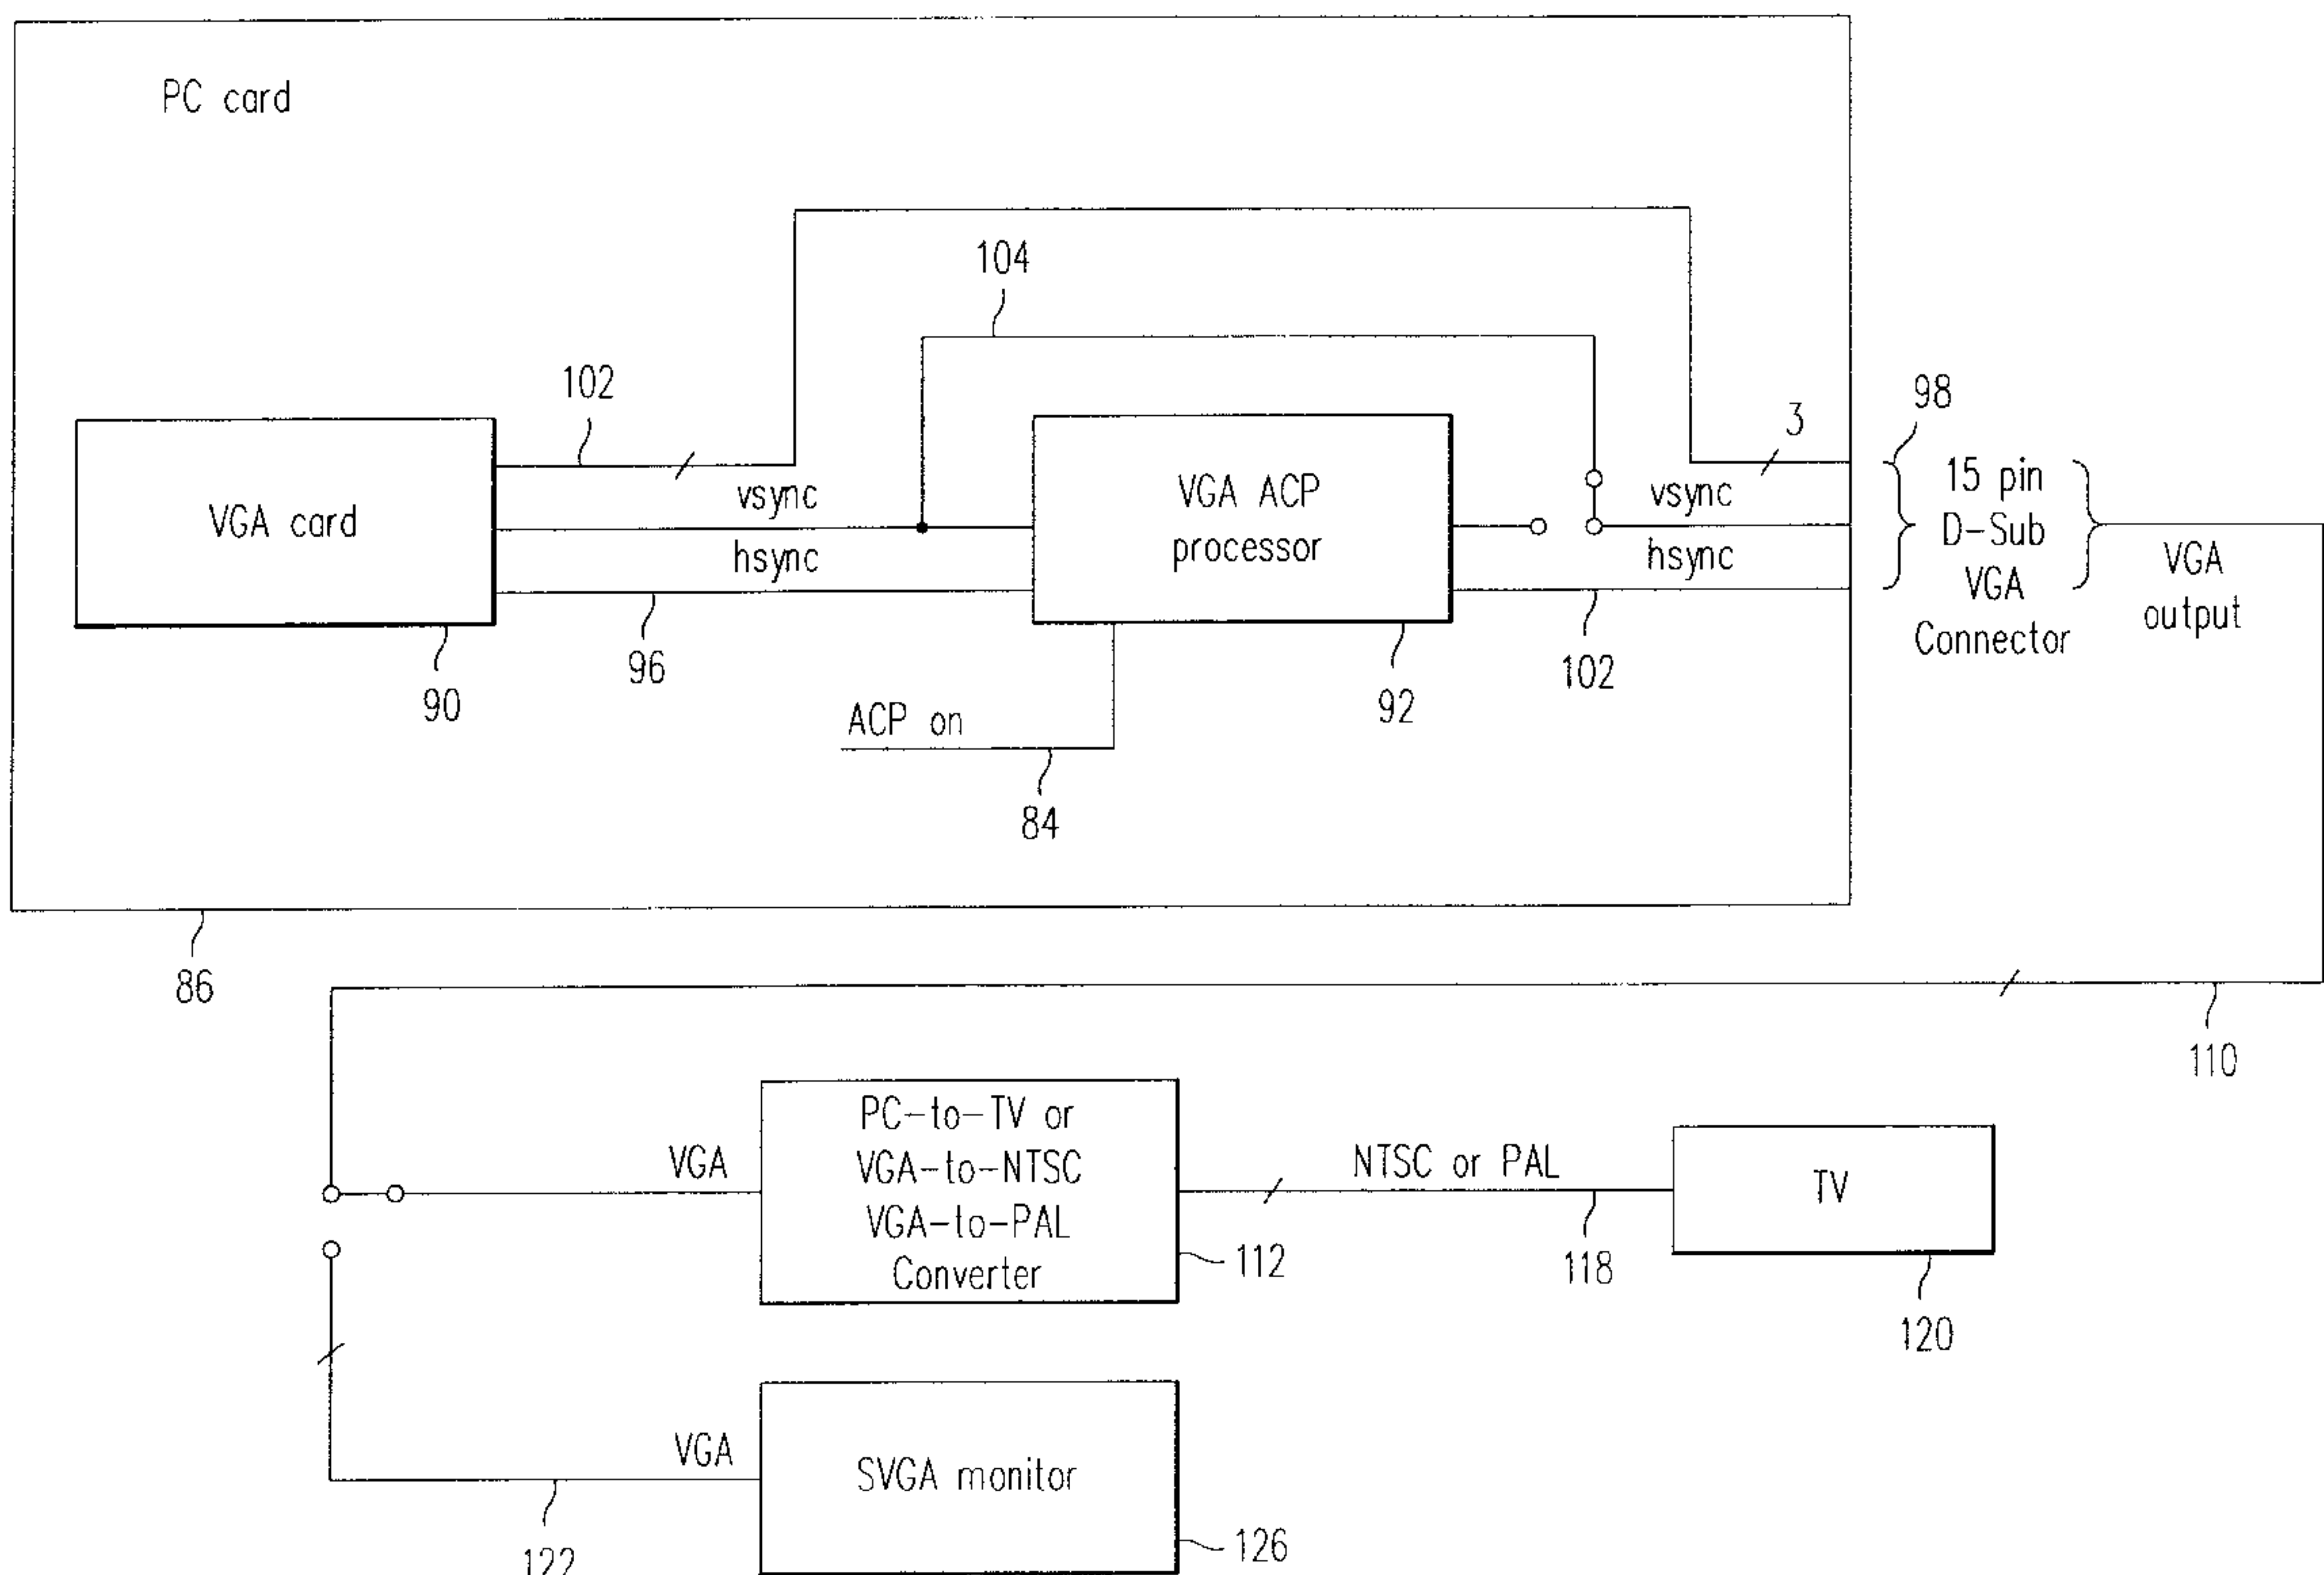 PC card
104
102
3
98
VGA card
vsync
hsync
VGA ACP
processor
vsync
hsync
15 pin
D-Sub
VGA
Connector
VGA
output
90
96
ACP on
84
92
102
86
110
VGA
PC-to-TV or
VGA-to-NTSC
VGA-to-PAL
Converter
112
NTSC or PAL
118
TV
120
VGA
122
SVGA monitor
126